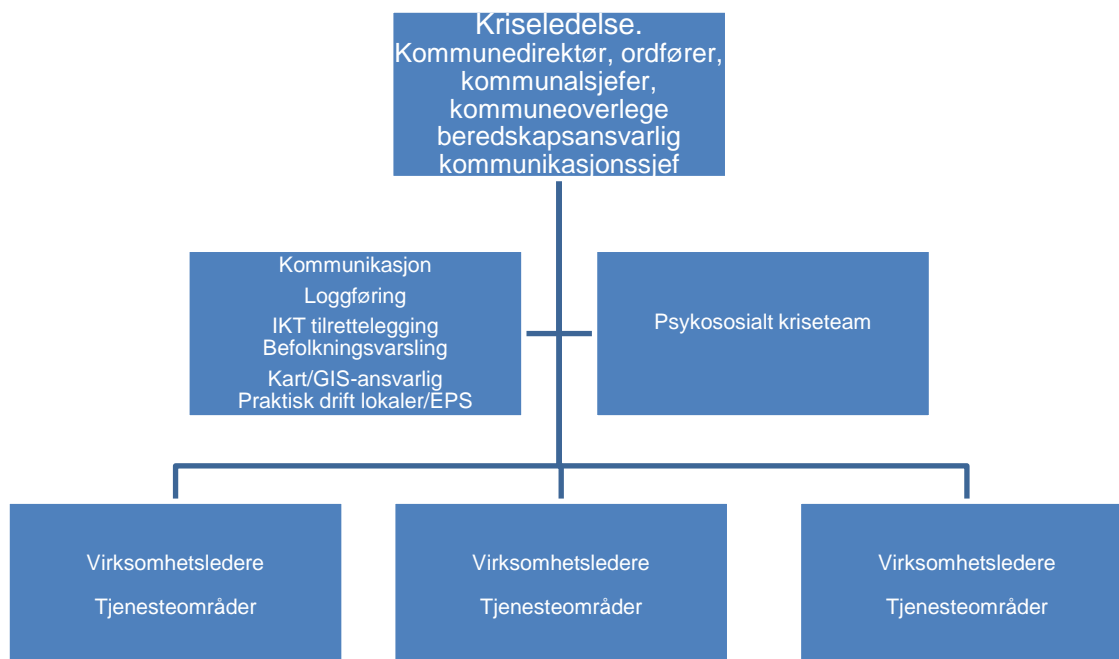 Kriseledelse.
Kommunedirektør, ordfører,
kommunalsjefer,
kommuneoverlege
beredskapsansvarlig
kommunikasjonssjef
Kommunikasjon
Loggføring
IKT tilrettelegging
Befolkningsvarsling
Kart/GIS-ansvarlig
Praktisk drift lokaler/EPS
Psykososialt kriseteam
Virksomhetsledere
Tjenesteområder
Virksomhetsledere
Tjenesteområder
Virksomhetsledere
Tjenesteområder